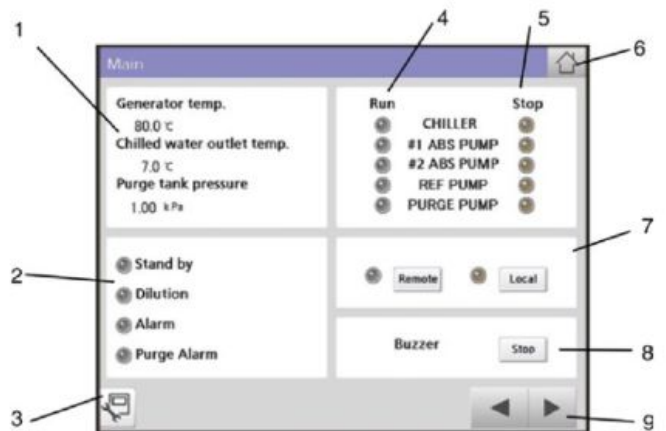 1
4
5
6
Main
Generator temp.
80.0 ℃
Chilled water outlet temp.
7.0 ℃
Purge tank pressure
1.00 kPa
Run Stop
CHILLER
#1 ABS PUMP
#2 ABS PUMP
REF PUMP
PURGE PUMP
2
Stand by
Dilution
Alarm
Purge Alarm
7
Remote Local
Buzzer Stop
8
3
9